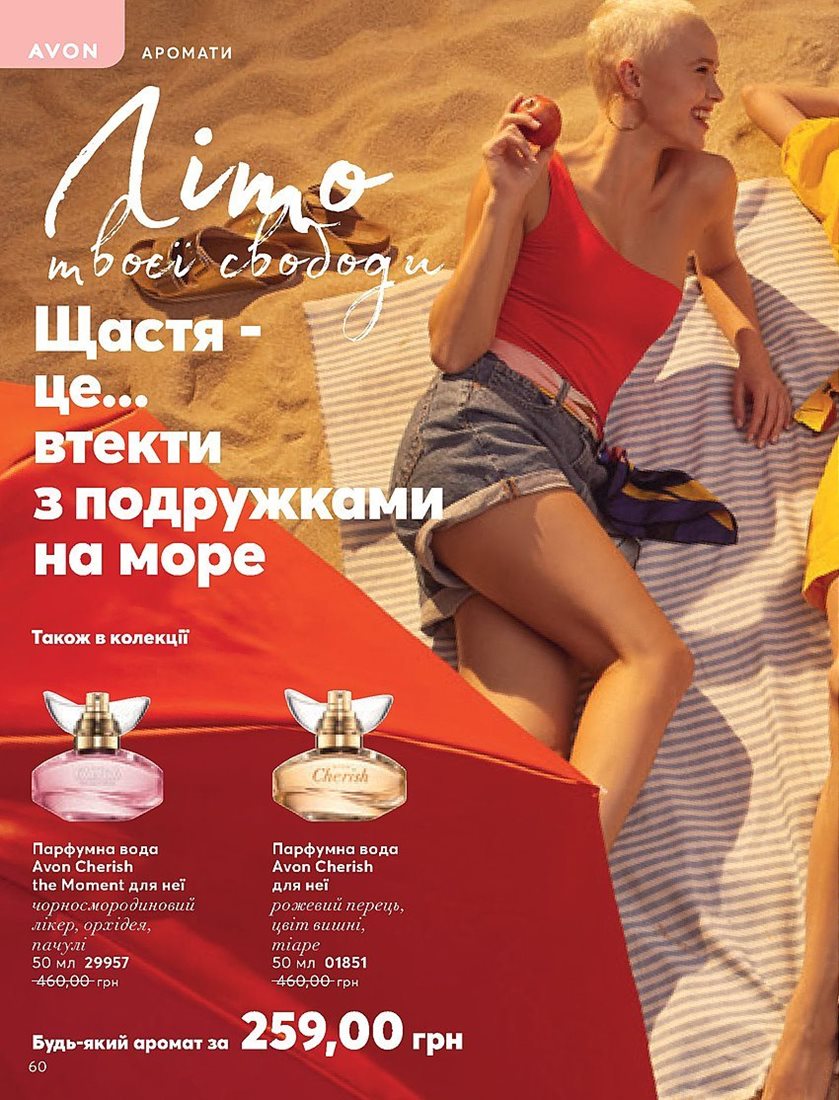 AVON
АРОМАТИ
Літо
твоєї свободи
Щастя -
це...
втекти
з подружками
на море
Також в колекції
Cherish
Парфумна вода
Avon Cherish
the Moment для неї
чорносмородиновий
лікер, орхідея,
пачулі
50 мл 29957
460,00 грн
Парфумна вода
Avon Cherish
для неї
рожевий перець,
цвіт вишні,
тіаре
50 мл 01851
460,00 грн
Будь-який аромат за 259,00 грн
60